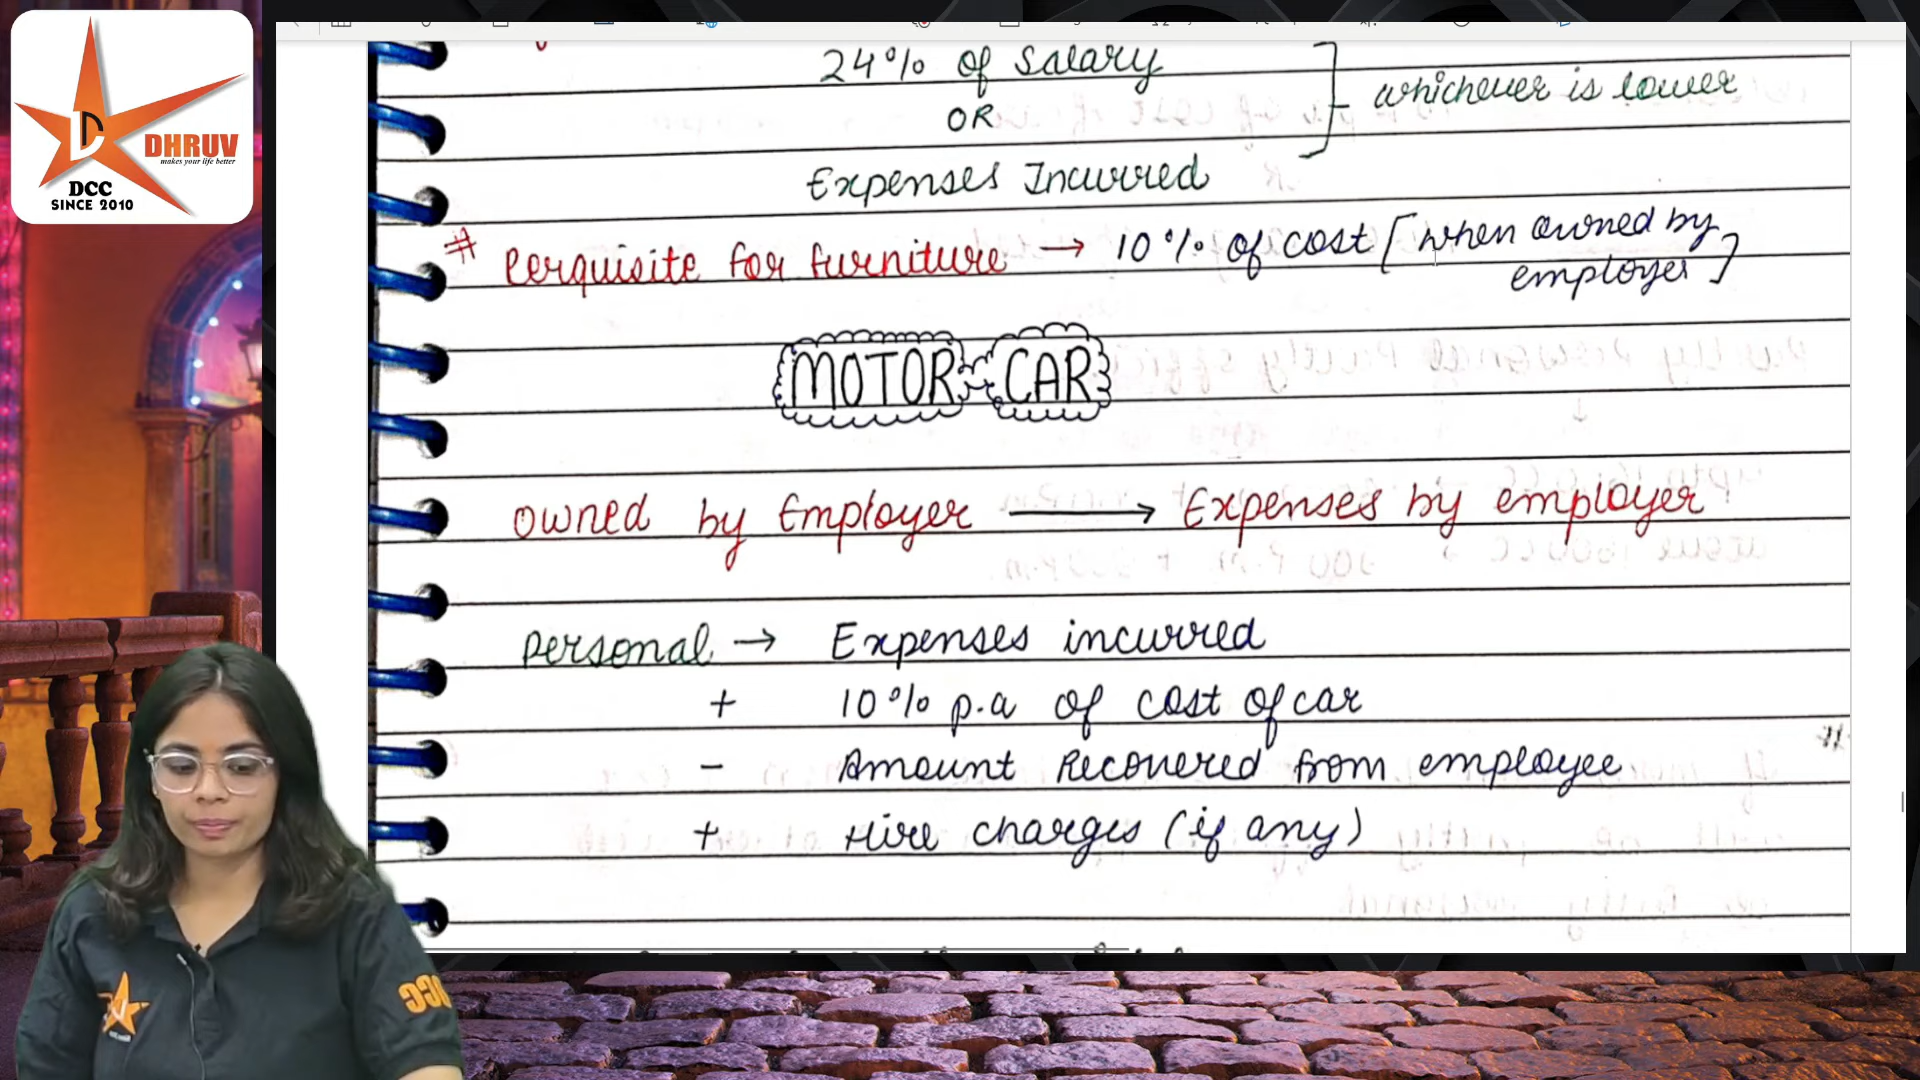 DHRUV
makes your life better
DCC
SINCE 2010
24% of Salary
OR
whichever is lower
Expenses Incurred
# Perquisite for furniture → 10% of cost [when owned by
employer]
MOTOR CAR
Owned by Employer → Expenses by employer
Personal → Expenses incurred
+ 10% p.a of cost of car
- Amount Recovered from employee
+ Hire charges (if any)